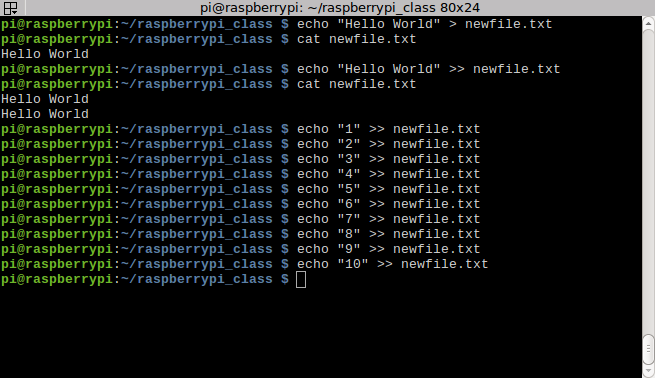 pi@raspberrypi: ~/raspberrypi_class 80x24
pi@raspberrypi:~/raspberrypi_class $ echo "Hello World" > newfile.txt
pi@raspberrypi:~/raspberrypi_class $ cat newfile.txt
Hello World
pi@raspberrypi:~/raspberrypi_class $ echo "Hello World" >> newfile.txt
pi@raspberrypi:~/raspberrypi_class $ cat newfile.txt
Hello World
Hello World
pi@raspberrypi:~/raspberrypi_class $ echo "1" >> newfile.txt
pi@raspberrypi:~/raspberrypi_class $ echo "2" >> newfile.txt
pi@raspberrypi:~/raspberrypi_class $ echo "3" >> newfile.txt
pi@raspberrypi:~/raspberrypi_class $ echo "4" >> newfile.txt
pi@raspberrypi:~/raspberrypi_class $ echo "5" >> newfile.txt
pi@raspberrypi:~/raspberrypi_class $ echo "6" >> newfile.txt
pi@raspberrypi:~/raspberrypi_class $ echo "7" >> newfile.txt
pi@raspberrypi:~/raspberrypi_class $ echo "8" >> newfile.txt
pi@raspberrypi:~/raspberrypi_class $ echo "9" >> newfile.txt
pi@raspberrypi:~/raspberrypi_class $ echo "10" >> newfile.txt
pi@raspberrypi:~/raspberrypi_class $